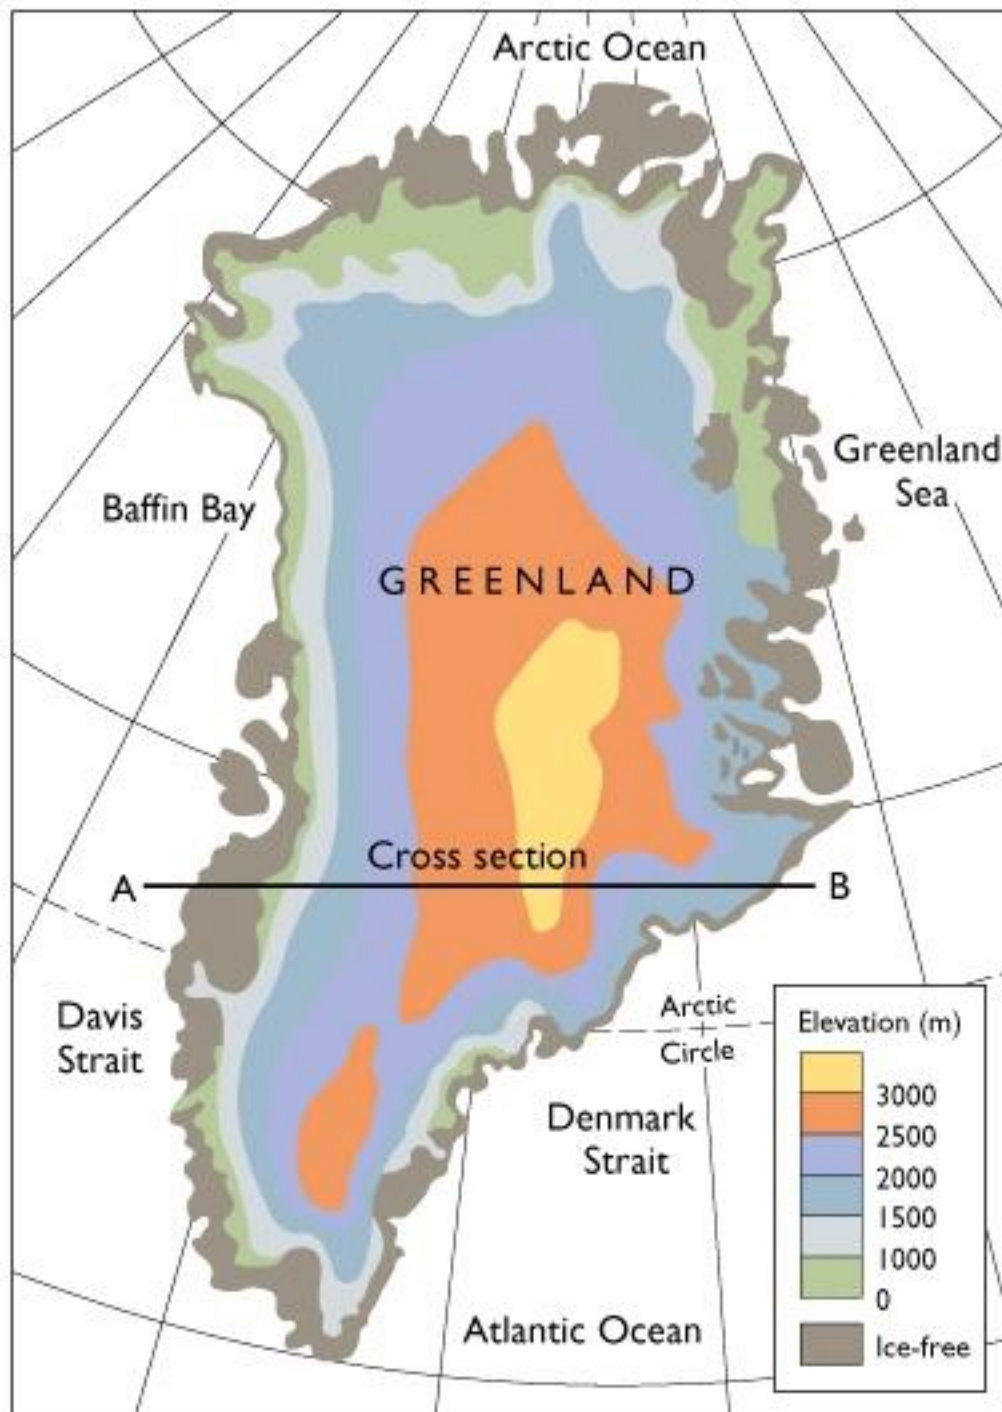 Arctic Ocean
Greenland
Sea
Baffin Bay
GREENLAND
Cross section
A
B
Davis
Strait
Arctic
Circle
Denmark
Strait
Atlantic Ocean
Elevation (m)
3000
2500
2000
1500
1000
0
Ice-free